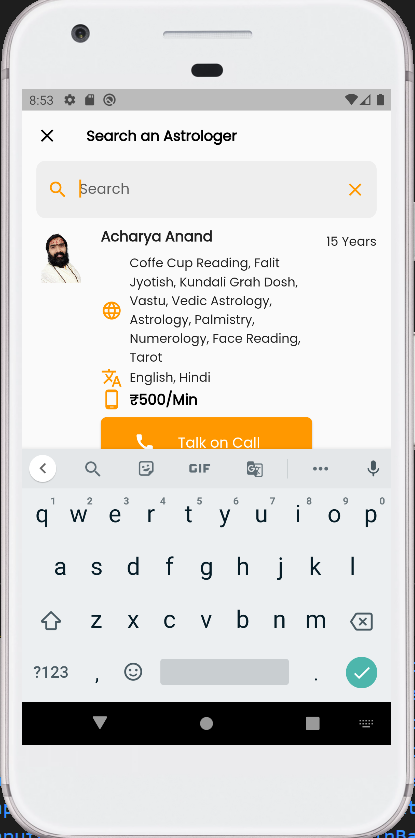 8:53
Search an Astrologer
Search
Acharya Anand
15 Years
Coffe Cup Reading, Falit
Jyotish, Kundali Grah Dosh,
Vastu, Vedic Astrology,
Astrology, Palmistry,
Numerology, Face Reading,
Tarot
English, Hindi
₹500/Min
Talk on Call
GIF
1 2 3 4 5 6 7 8 9 0
q w e r t y u i o p
a s d f g h j k l
z x c v b n m
?123 , .